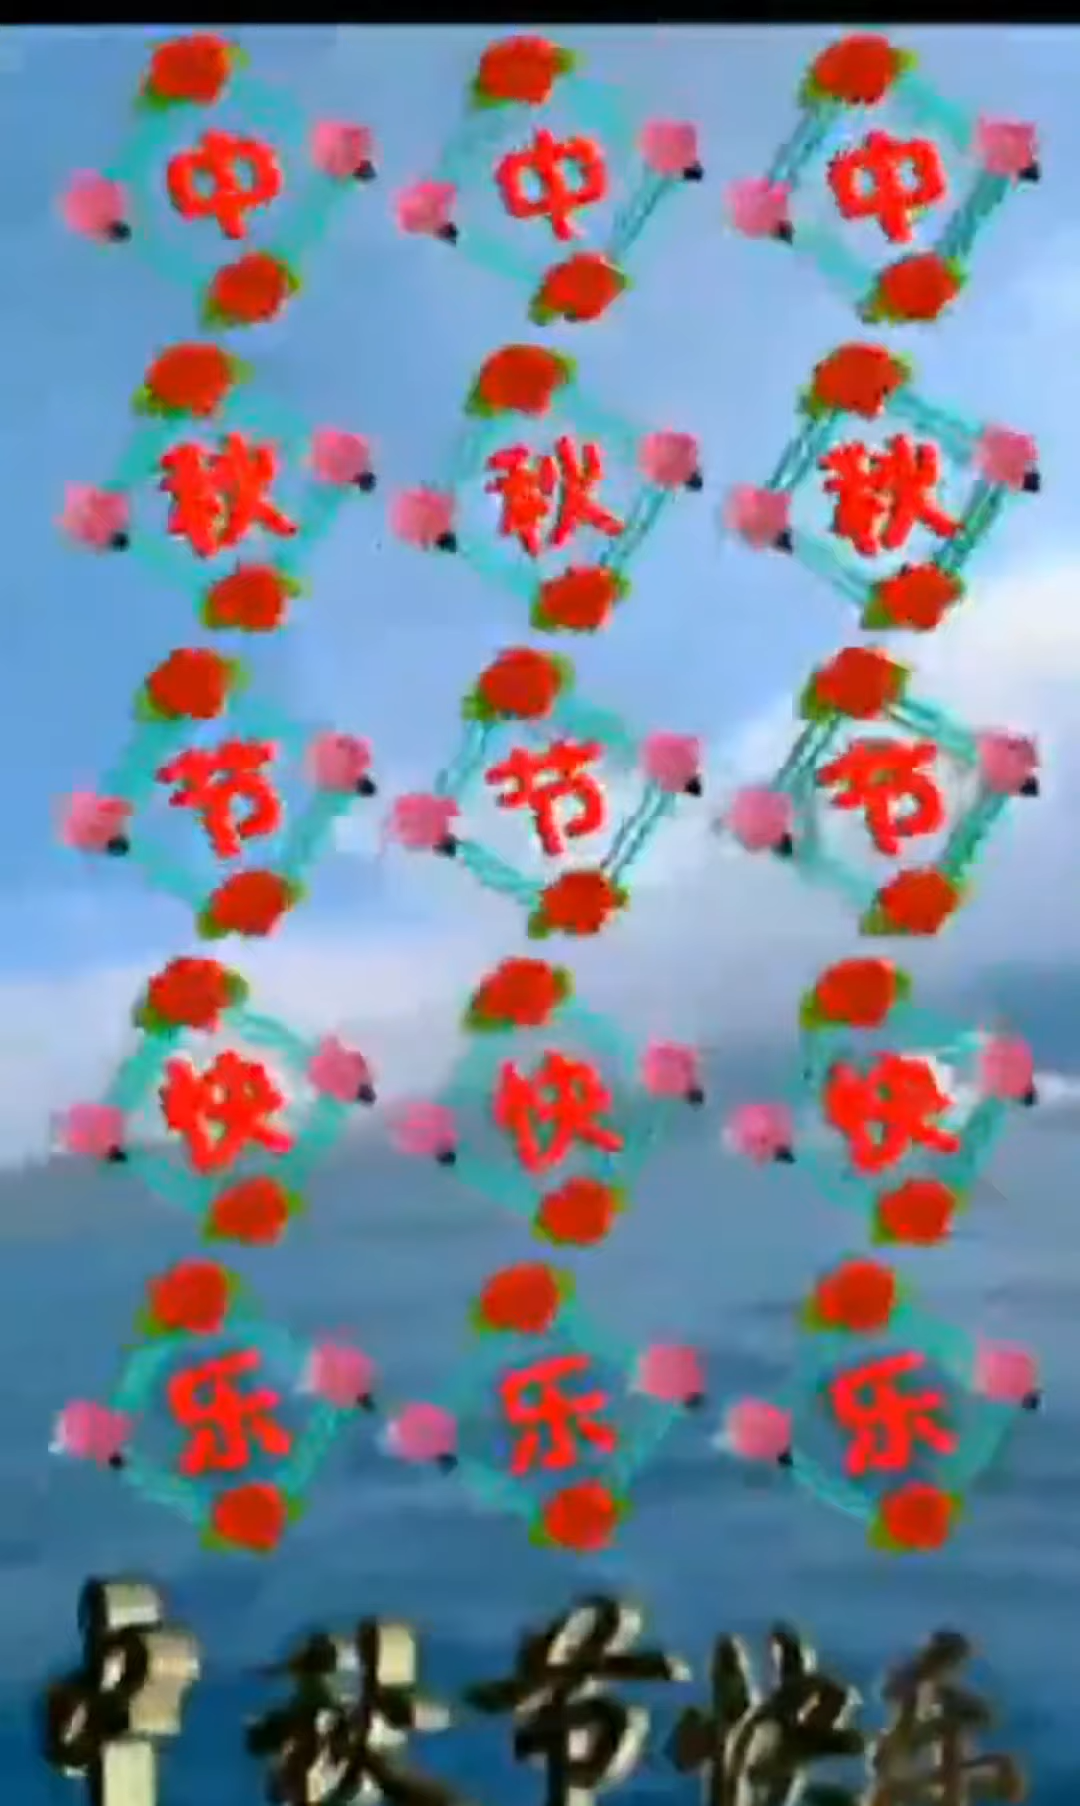 中 中 中
秋 秋 秋
节 节 节
快 快 快
乐 乐 乐
中秋节快乐